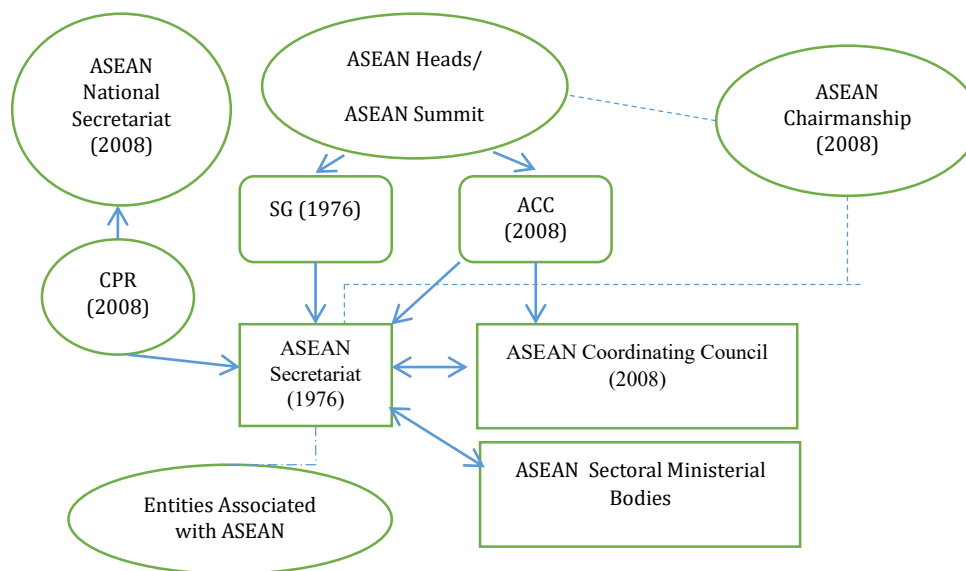 ASEAN
National
Secretariat
(2008)
ASEAN Heads/
ASEAN Summit
ASEAN
Chairmanship
(2008)
SG (1976)
ACC
(2008)
CPR
(2008)
ASEAN
Secretariat
(1976)
ASEAN Coordinating Council
(2008)
ASEAN  Sectoral Ministerial
Bodies
Entities Associated
with ASEAN